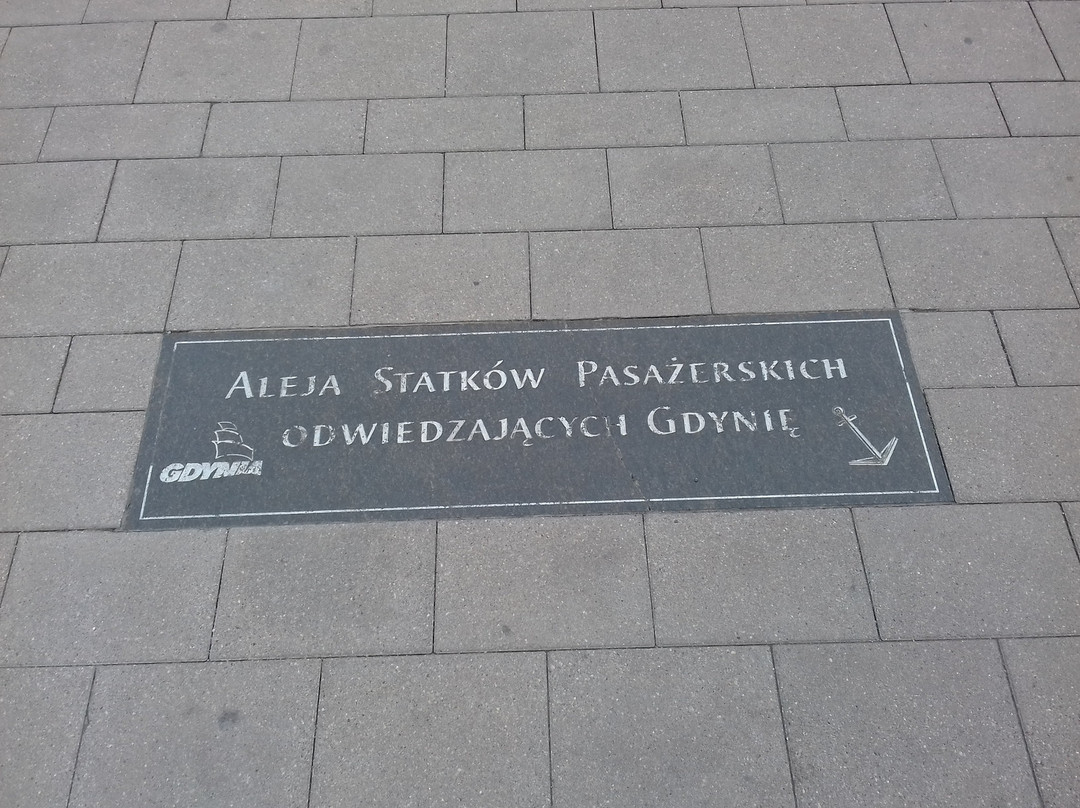 Aleja Statków Pasażerskich
odwiedzających Gdynię
GDYNIA